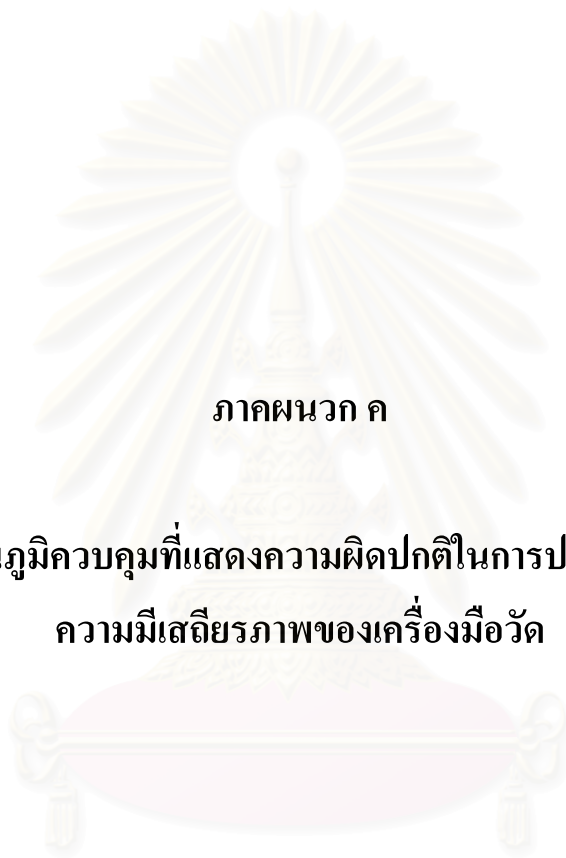 ภาคผนวก ค
ภูมิควบคุมที่แสดงความผิดปกติในการป
ความมีเสถียรภาพของเครื่องมือวัด